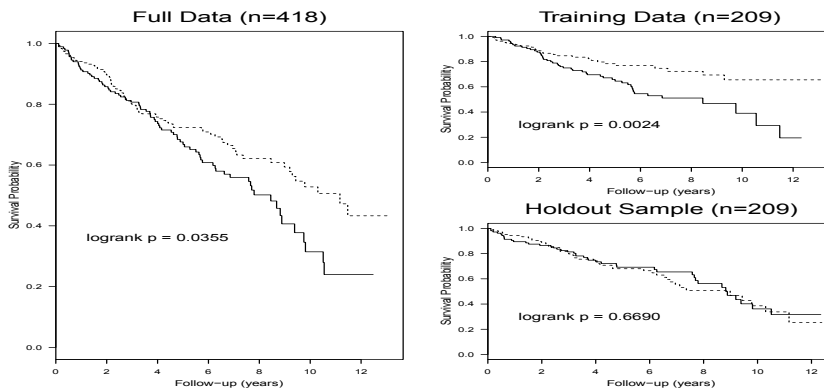 Full Data (n=418)
Survival Probability
1.0
0.8
0.6
0.4
0.2
0.0
logrank p = 0.0355
0 2 4 6 8 10 12
Follow−up (years)
Training Data (n=209)
Survival Probability
1.0
0.8
0.6
0.4
0.2
0.0
logrank p = 0.0024
0 2 4 6 8 10 12
Follow−up (years)
Holdout Sample (n=209)
Survival Probability
1.0
0.8
0.6
0.4
0.2
0.0
logrank p = 0.6690
0 2 4 6 8 10 12
Follow−up (years)